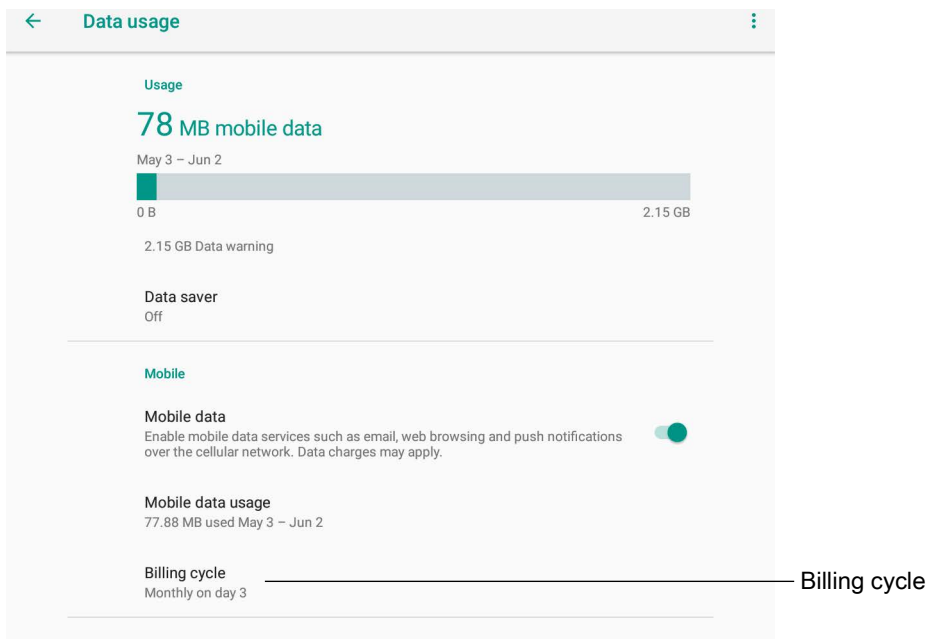 Data usage
Usage
78 MB mobile data
May 3 – Jun 2
0 B 2.15 GB
2.15 GB Data warning
Data saver
Off
Mobile
Mobile data
Enable mobile data services such as email, web browsing and push notifications
over the cellular network. Data charges may apply.
Mobile data usage
77.88 MB used May 3 – Jun 2
Billing cycle
Monthly on day 3
Billing cycle